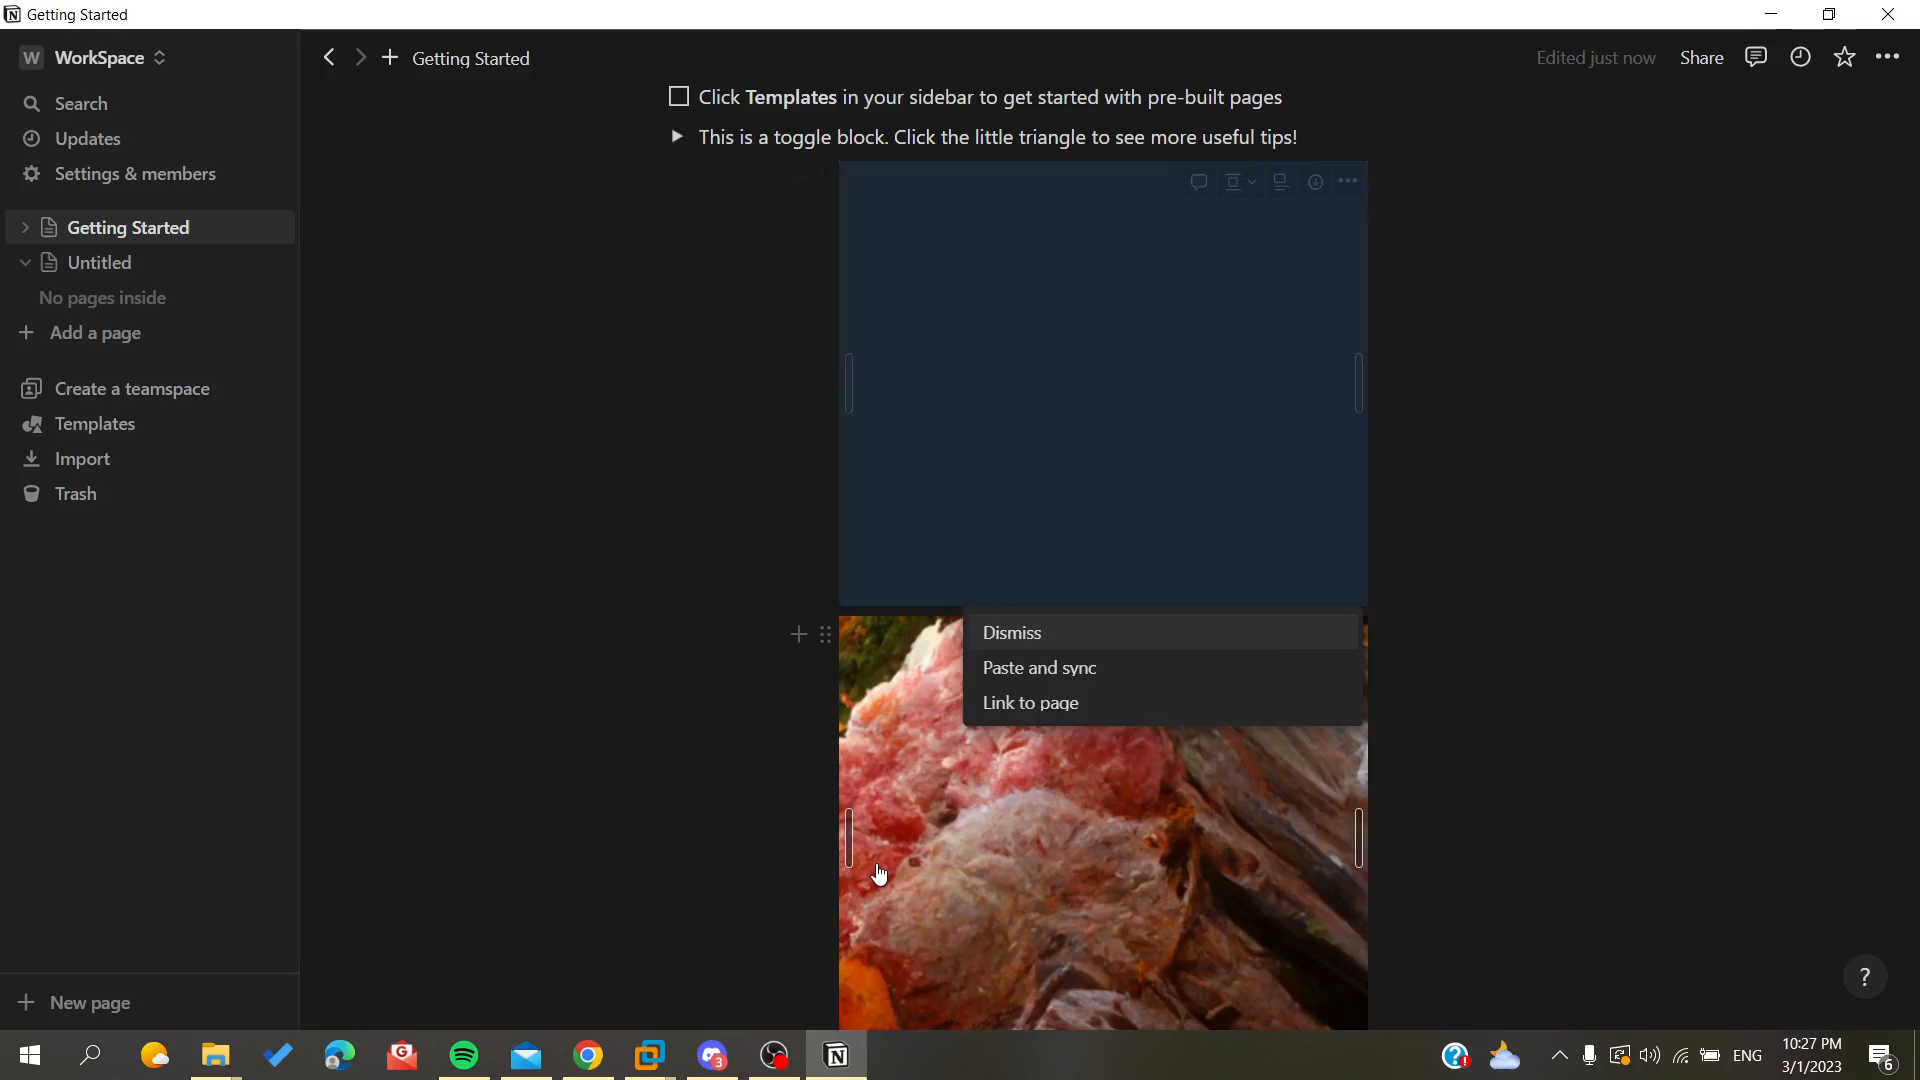 Getting Started
W WorkSpace
Search
Updates
Settings & members
Getting Started
Untitled
No pages inside
Add a page
Create a teamspace
Templates
Import
Trash
New page
Getting Started
Edited just now
Share
Click Templates in your sidebar to get started with pre-built pages
This is a toggle block. Click the little triangle to see more useful tips!
Dismiss
Paste and sync
Link to page
?
3
ENG
10:27 PM
3/1/2023
6